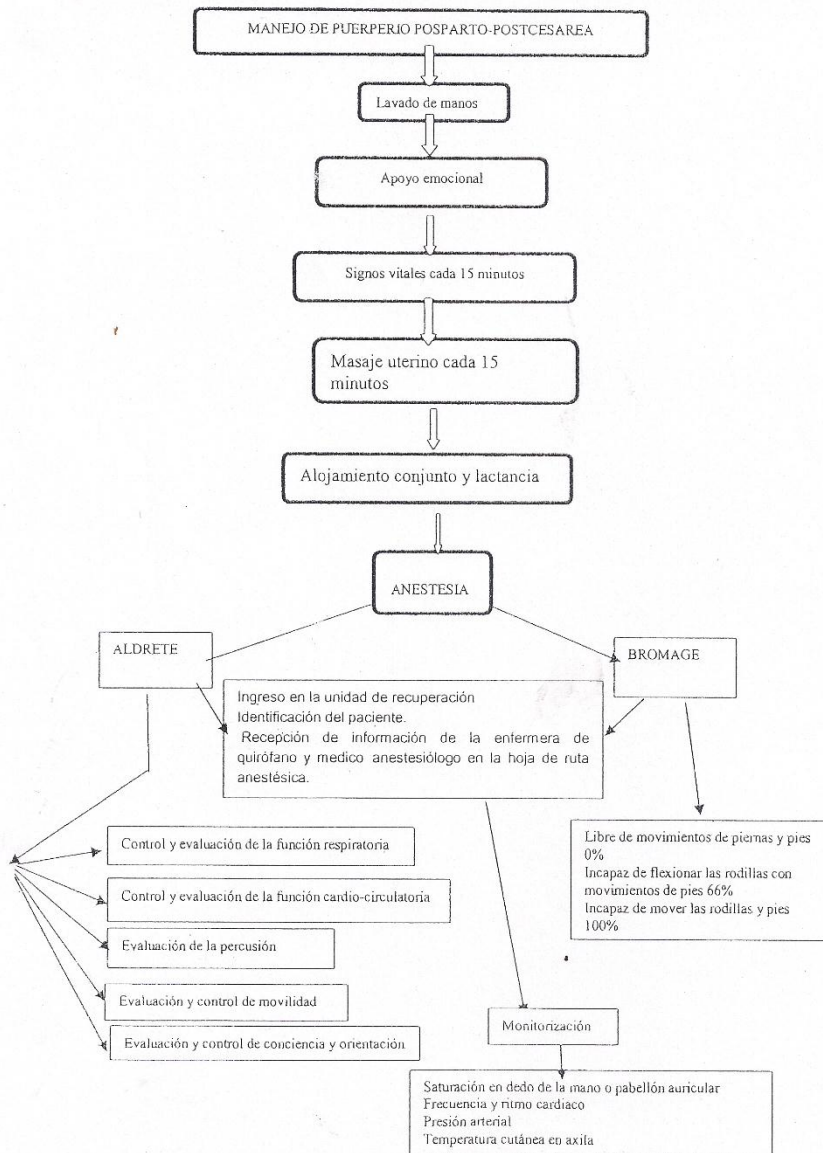 MANEJO DE PUERPERIO POSPARTO-POSTCESAREA
Lavado de manos
Apoyo emocional
Signos vitales cada 15 minutos
Masaje uterino cada 15
minutos
Alojamiento conjunto y lactancia
ANESTESIA
ALDRETE
BROMAGE
Ingreso en la unidad de recuperación
Identificación del paciente.
Recepción de información de la enfermera de
quirófano y medico anestesiólogo en la hoja de ruta
anestésica.
Control y evaluación de la función respiratoria
Control y evaluación de la función cardio-circulatoria
Evaluación de la percusión
Evaluación y control de movilidad
Evaluación y control de conciencia y orientación
Libre de movimientos de piernas y pies
0%
Incapaz de flexionar las rodillas con
movimientos de pies 66%
Incapaz de mover las rodillas y pies
100%
Monitorización
Saturación en dedo de la mano o pabellón auricular
Frecuencia y ritmo cardiaco
Presión arterial
Temperatura cutánea en axila